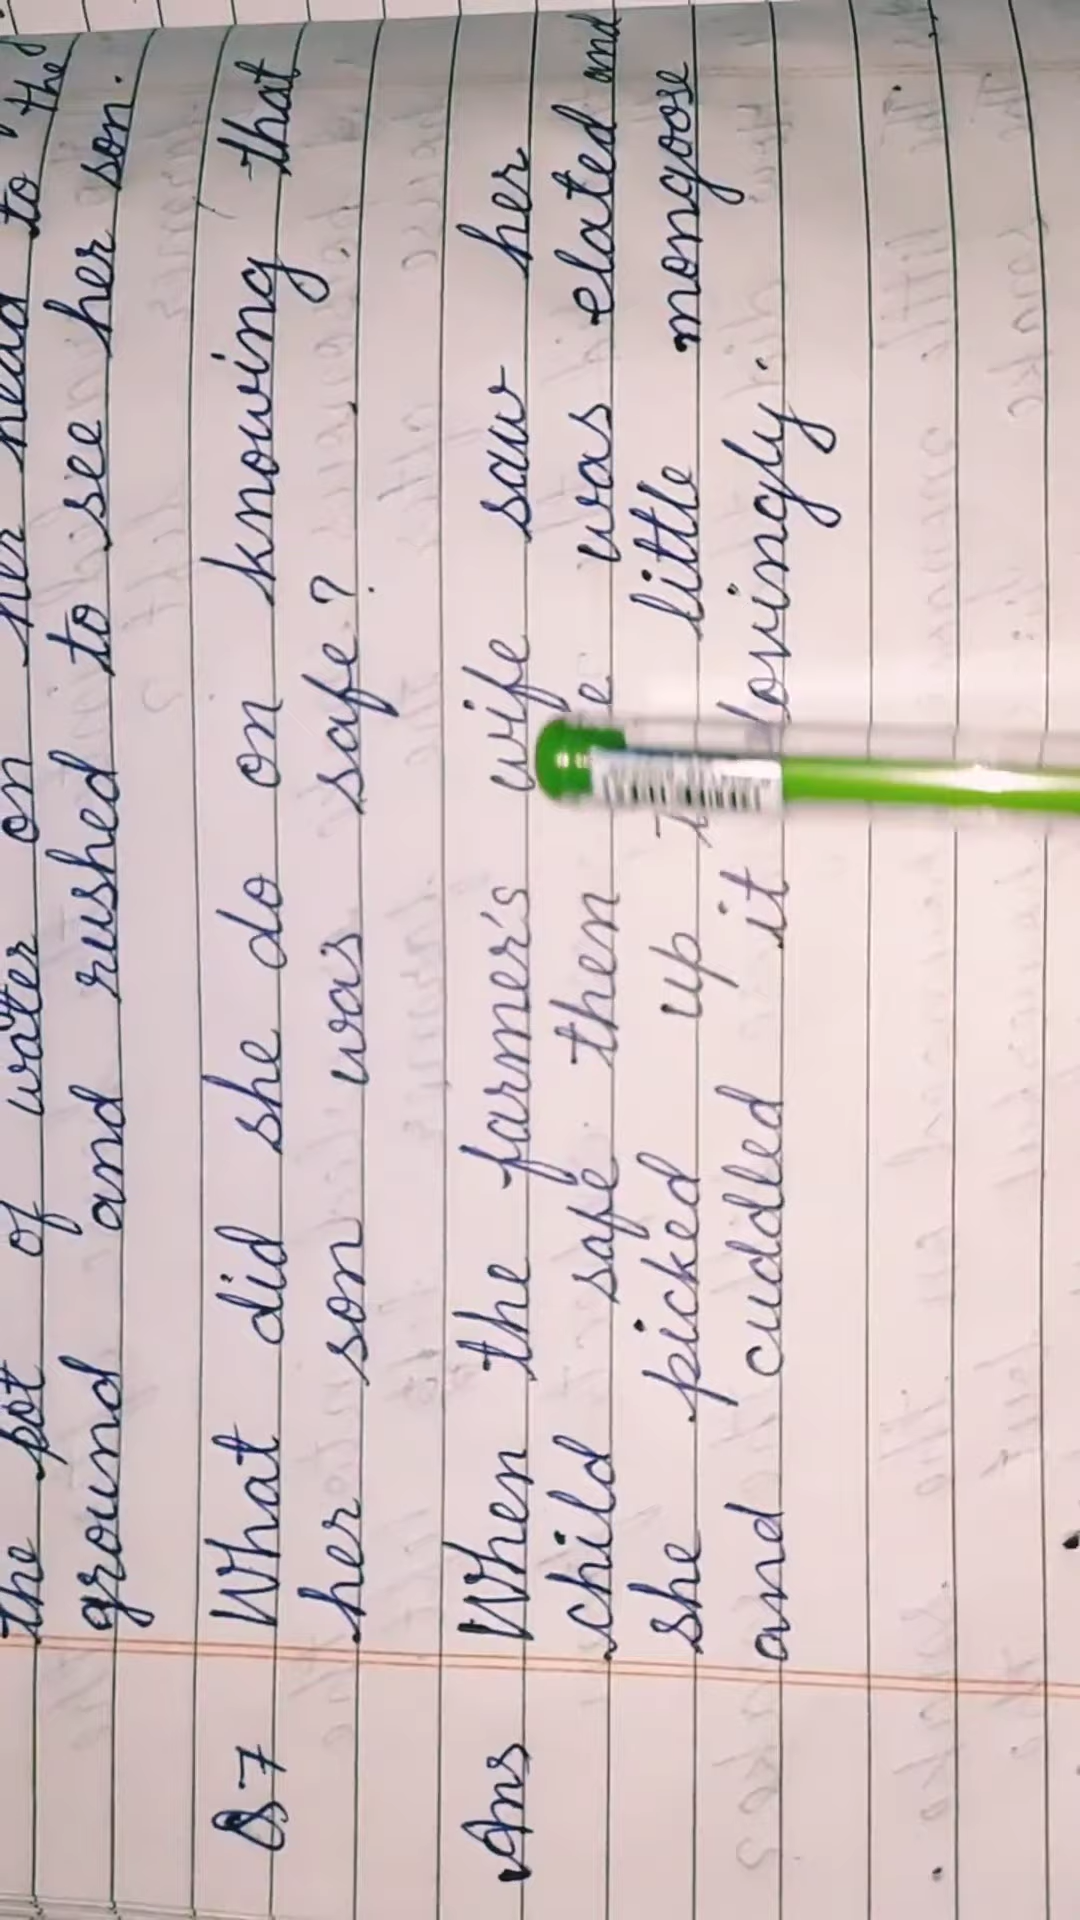 the pot of water on her head to the
ground and rushed to see her son.
Q7 What did she do on knowing that
her son was safe?
Ans When the farmer's wife saw her
child safe then was elated and
she picked up little mongoose
and cuddled it lovingly.